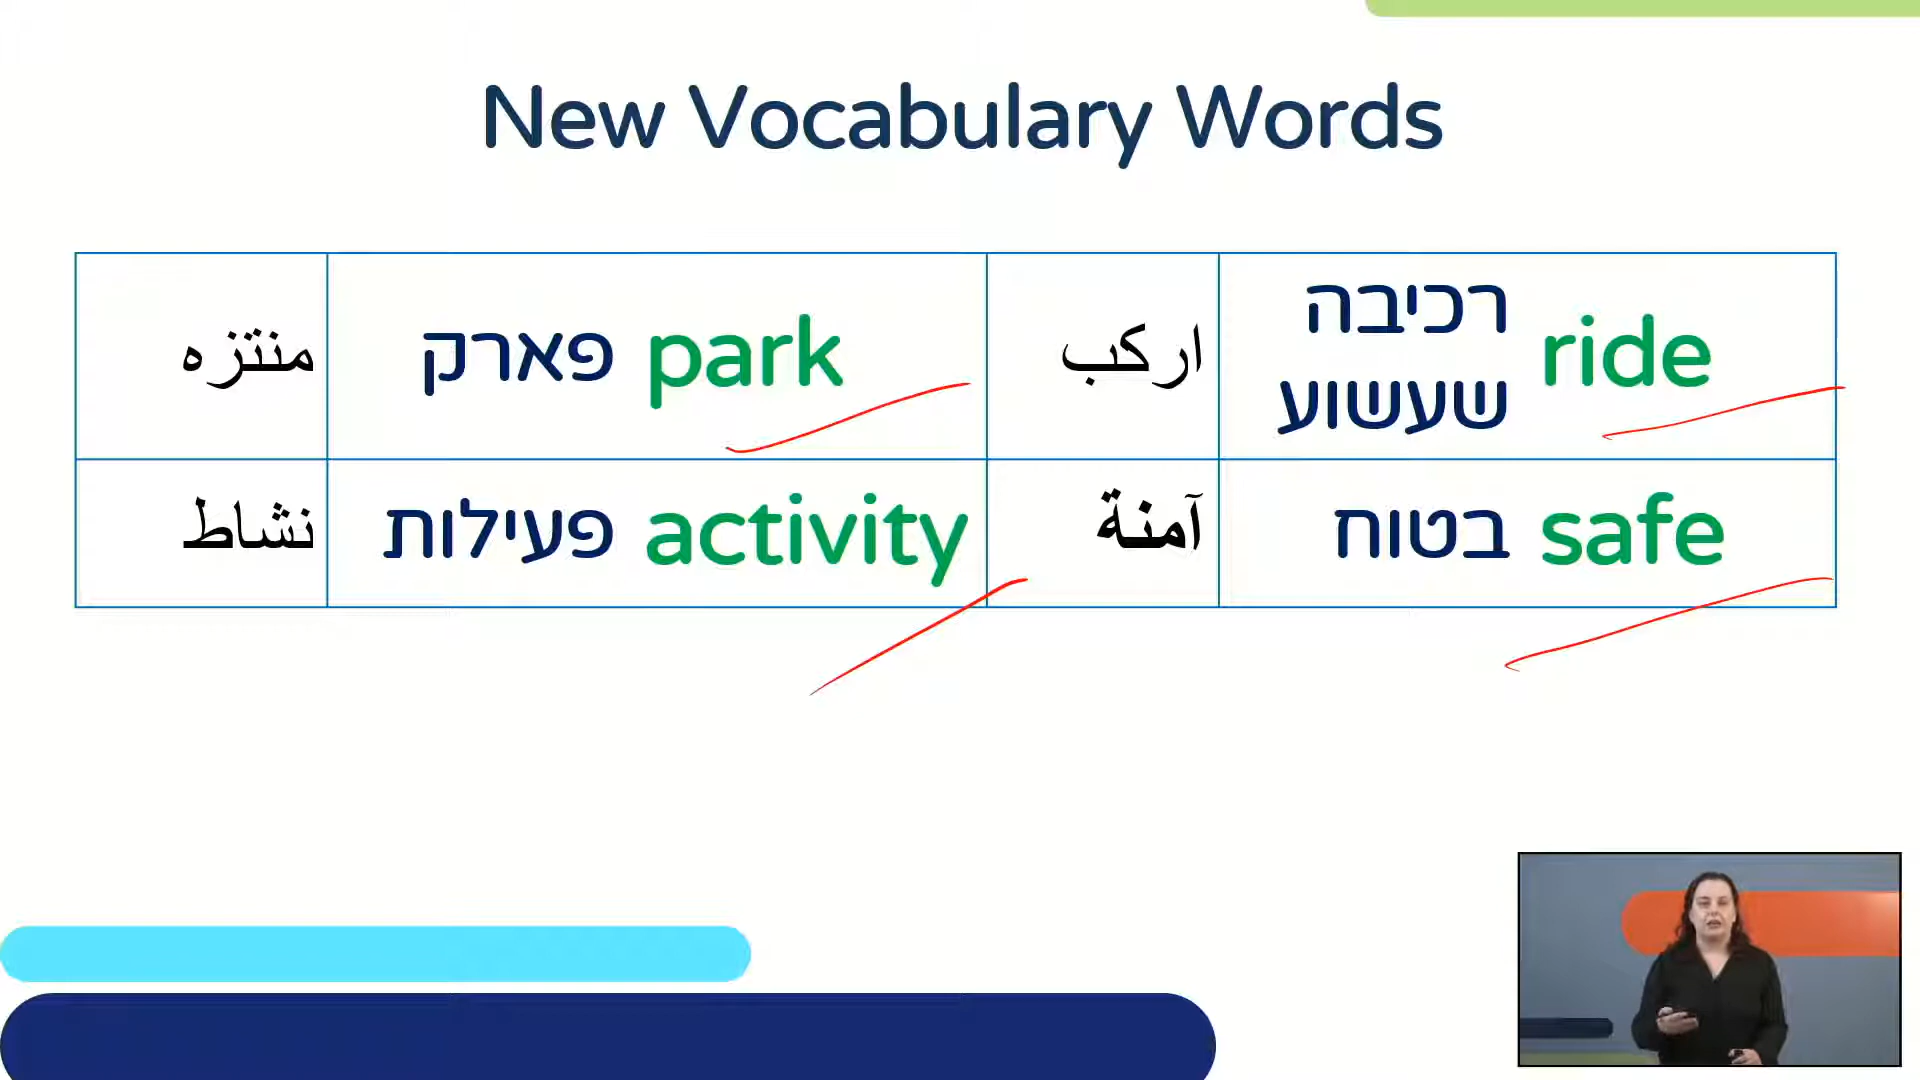 New Vocabulary Words
park פארק منتزه
ride רכיבה שעשוע اركب
activity פעילות نشاط
safe בטוח آمنة